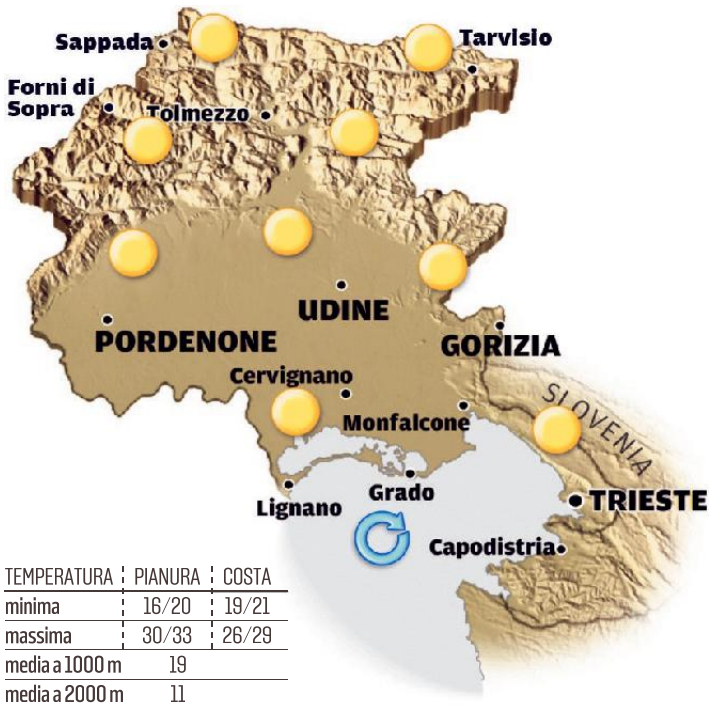 Sappada
Tarvisio
Forni di
Sopra
Tolmezzo
UDINE
PORDENONE
GORIZIA
Cervignano
SLOVENIA
Monfalcone
Lignano
Grado
TRIESTE
Capodistria
TEMPERATURA PIANURA COSTA
minima 16/20 19/21
massima 30/33 26/29
media a 1000 m 19
media a 2000 m 11